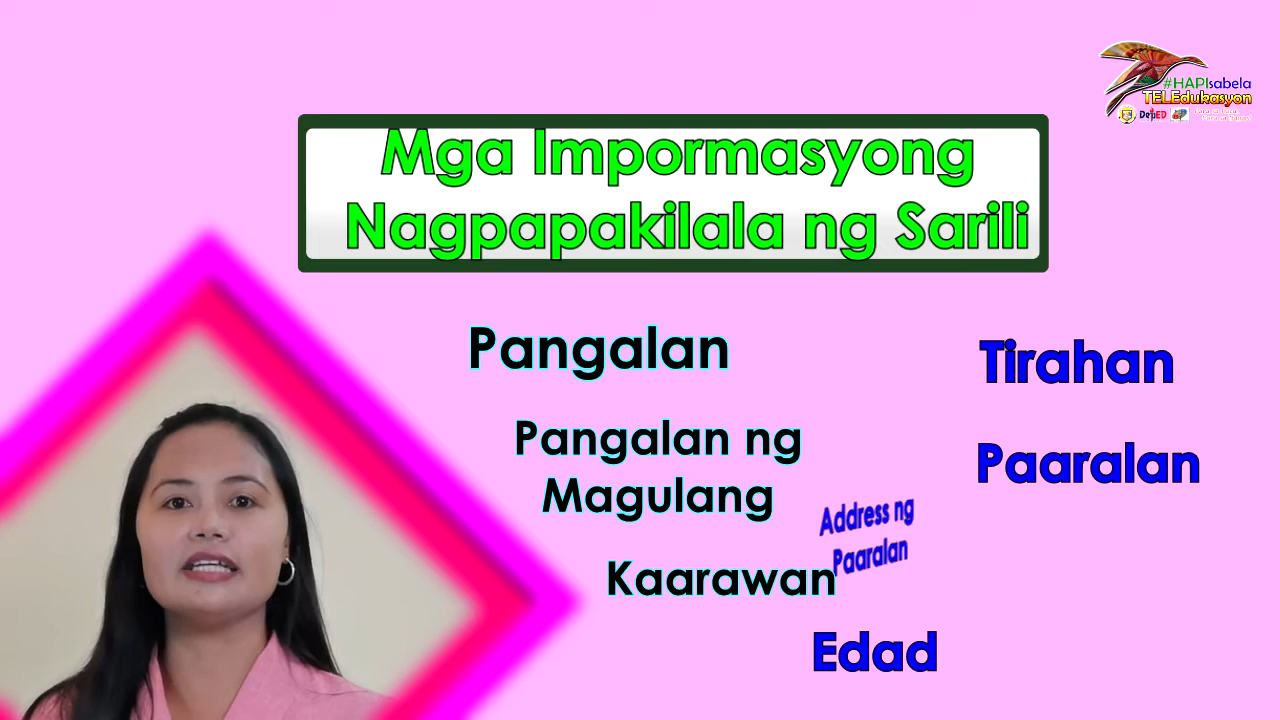 #HAPIsabela
TELEdukasyon
DepED
Mga Impormasyong
Nagpapakilala ng Sarili
Pangalan
Tirahan
Pangalan ng
Magulang
Paaralan
Address ng
Paaralan
Kaarawan
Edad